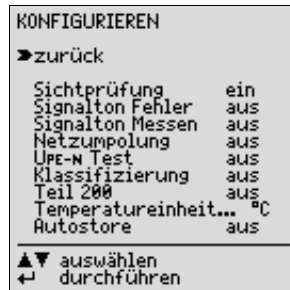 KONFIGURIEREN
➤zurück
Sichtprüfung ein
Signalton Fehler aus
Signalton Messen aus
Netzumpolung aus
UPE-N Test aus
Klassifizierung aus
Teil 200 aus
Temperatureinheit... °C
Autostore aus
▲▼ auswählen
↵ durchführen